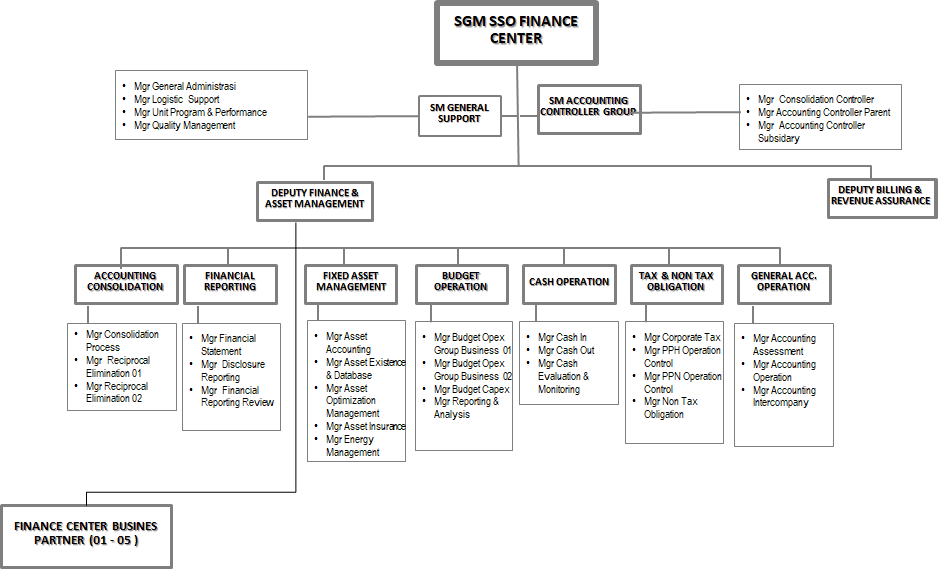 SGM SSO FINANCE
CENTER
• Mgr General Administrasi
• Mgr Logistic Support
• Mgr Unit Program & Performance
• Mgr Quality Management
SM GENERAL
SUPPORT
SM ACCOUNTING
CONTROLLER GROUP
• Mgr Consolidation Controller
• Mgr Accounting Controller Parent
• Mgr Accounting Controller
Subsidary
DEPUTY FINANCE &
ASSET MANAGEMENT
DEPUTY BILLING &
REVENUE ASSURANCE
ACCOUNTING
CONSOLIDATION
FINANCIAL
REPORTING
FIXED ASSET
MANAGEMENT
BUDGET
OPERATION
CASH OPERATION
TAX & NON TAX
OBLIGATION
GENERAL ACC.
OPERATION
• Mgr Consolidation
Process
• Mgr Reciprocal
Elimination 01
• Mgr Reciprocal
Elimination 02
• Mgr Financial
Statement
• Mgr Disclosure
Reporting
• Mgr Financial
Reporting Review
• Mgr Asset
Accounting
• Mgr Asset Existence
& Database
• Mgr Asset
Optimization
Management
• Mgr Asset Insurance
• Mgr Energy
Management
• Mgr Budget Opex
Group Business 01
• Mgr Budget Opex
Group Business 02
• Mgr Budget Capex
• Mgr Reporting &
Analysis
• Mgr Cash In
• Mgr Cash Out
• Mgr Cash
Evaluation &
Monitoring
• Mgr Corporate Tax
• Mgr PPH Operation
Control
• Mgr PPN Operation
Control
• Mgr Non Tax
Obligation
• Mgr Accounting
Assessment
• Mgr Accounting
Operation
• Mgr Accounting
Intercompany
FINANCE CENTER BUSINES
PARTNER (01 - 05 )